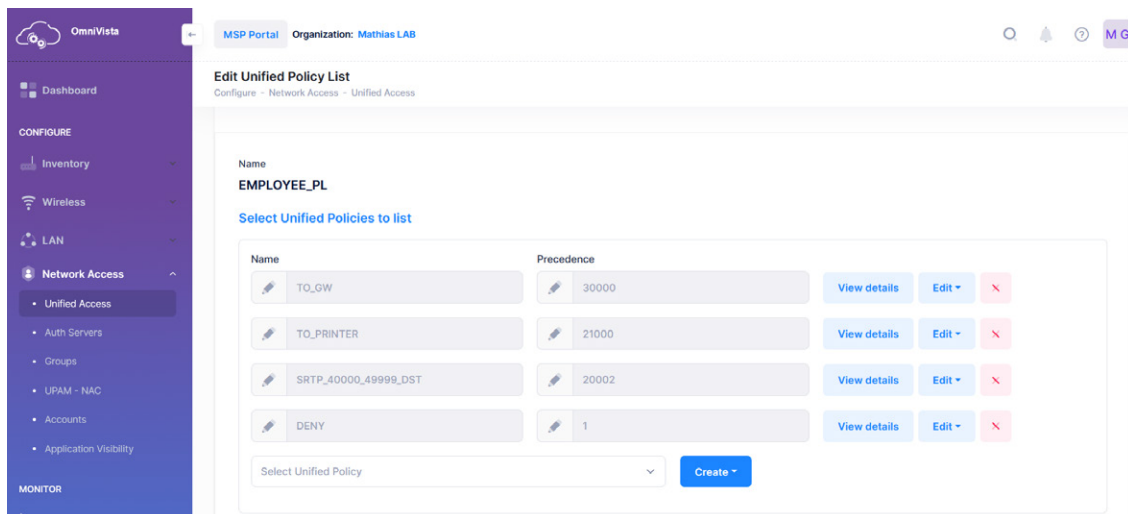 OmniVista
MSP Portal Organization: Mathias LAB
M G
Edit Unified Policy List
Configure - Network Access - Unified Access
Dashboard
CONFIGURE
Inventory
Wireless
LAN
Network Access
• Unified Access
• Auth Servers
• Groups
• UPAM - NAC
• Accounts
• Application Visibility
MONITOR
Name
EMPLOYEE_PL
Select Unified Policies to list
Name Precedence
TO_GW 30000 View details Edit
TO_PRINTER 21000 View details Edit
SRTP_40000_49999_DST 20002 View details Edit
DENY 1 View details Edit
Select Unified Policy Create